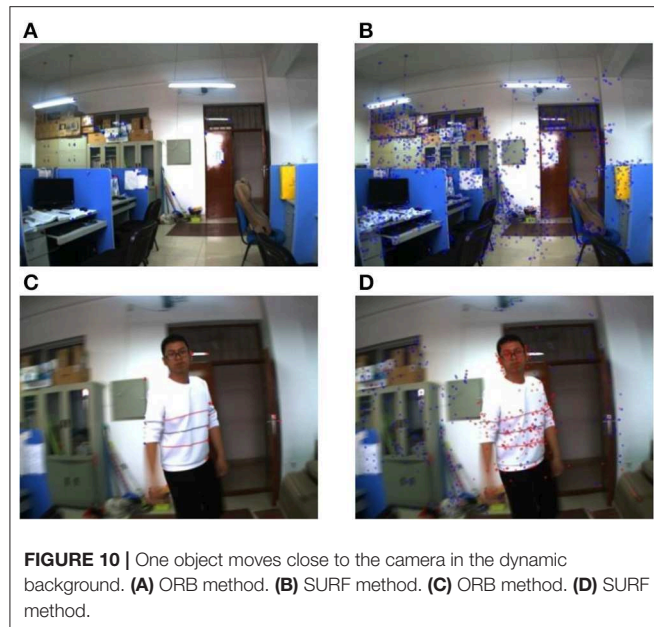 A
B
C
D
FIGURE 10 | One object moves close to the camera in the dynamic
background. (A) ORB method. (B) SURF method. (C) ORB method. (D) SURF
method.